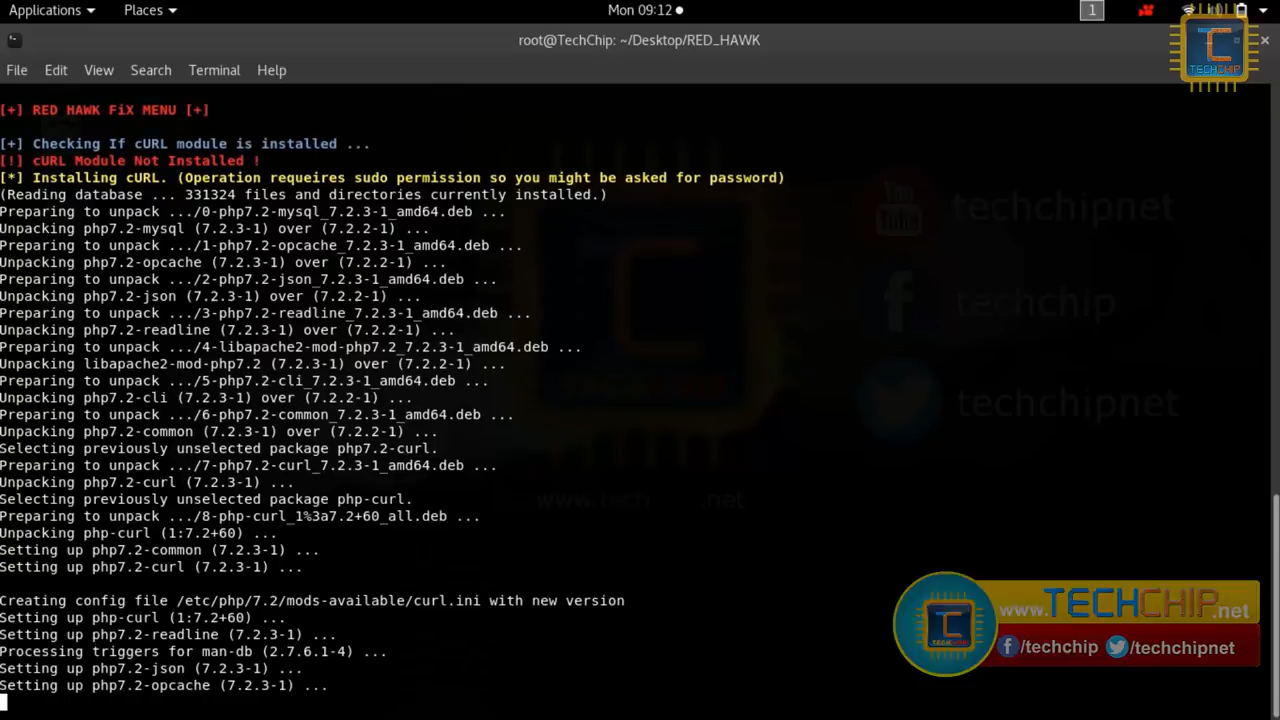 Applications Places Mon 09:12 1
root@TechChip: ~/Desktop/RED_HAWK
TECHCHIP
File Edit View Search Terminal Help
[+] RED HAWK FiX MENU [+]
[+] Checking If cURL module is installed ...
[!] cURL Module Not Installed !
[*] Installing cURL. (Operation requeires sudo permission so you might be asked for password)
(Reading database ... 331324 files and directories currently installed.)
Preparing to unpack .../0-php7.2-mysql_7.2.3-1_amd64.deb ...
Unpacking php7.2-mysql (7.2.3-1) over (7.2.2-1) ...
Preparing to unpack .../1-php7.2-opcache_7.2.3-1_amd64.deb ...
Unpacking php7.2-opcache (7.2.3-1) over (7.2.2-1) ...
Preparing to unpack .../2-php7.2-json_7.2.3-1_amd64.deb ...
Unpacking php7.2-json (7.2.3-1) over (7.2.2-1) ...
Preparing to unpack .../3-php7.2-readline_7.2.3-1_amd64.deb ...
Unpacking php7.2-readline (7.2.3-1) over (7.2.2-1) ...
Preparing to unpack .../4-libapache2-mod-php7.2_7.2.3-1_amd64.deb ...
Unpacking libapache2-mod-php7.2 (7.2.3-1) over (7.2.2-1) ...
Preparing to unpack .../5-php7.2-cli_7.2.3-1_amd64.deb ...
Unpacking php7.2-cli (7.2.3-1) over (7.2.2-1) ...
Preparing to unpack .../6-php7.2-common_7.2.3-1_amd64.deb ...
Unpacking php7.2-common (7.2.3-1) over (7.2.2-1) ...
Selecting previously unselected package php7.2-curl.
Preparing to unpack .../7-php7.2-curl_7.2.3-1_amd64.deb ...
Unpacking php7.2-curl (7.2.3-1) ...
Selecting previously unselected package php-curl.
Preparing to unpack .../8-php-curl_1%3a7.2+60_all.deb ...
Unpacking php-curl (1:7.2+60) ...
Setting up php7.2-common (7.2.3-1) ...
Setting up php7.2-curl (7.2.3-1) ...
Creating config file /etc/php/7.2/mods-available/curl.ini with new version
Setting up php-curl (1:7.2+60) ...
Setting up php7.2-readline (7.2.3-1) ...
Processing triggers for man-db (2.7.6.1-4) ...
Setting up php7.2-json (7.2.3-1) ...
Setting up php7.2-opcache (7.2.3-1) ...
You Tube techchipnet
techchip
techchipnet
www.tech .net
www.TECHCHIP.net
/techchip /techchipnet